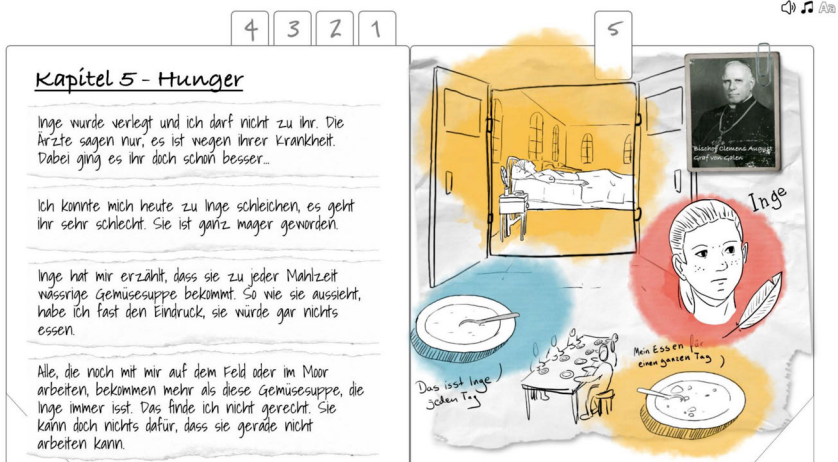 4 3 2 1
5
Aa
Kapitel 5 - Hunger
Inge wurde verlegt und ich darf nicht zu ihr. Die
Ärzte sagen nur, es ist wegen ihrer Krankheit.
Dabei ging es ihr doch schon besser...
Ich konnte mich heute zu Inge schleichen, es geht
ihr sehr schlecht. Sie ist ganz mager geworden.
Inge hat mir erzählt, dass sie zu jeder Mahlzeit
wässrige Gemüsesuppe bekommt. So wie sie aussieht,
habe ich fast den Eindruck, sie würde gar nichts
essen.
Alle, die noch mit mir auf dem Feld oder im Moor
arbeiten, bekommen mehr als diese Gemüsesuppe, die
Inge immer isst. Das finde ich nicht gerecht. Sie
kann doch nichts dafür, dass sie gerade nicht
arbeiten kann.
Bischof Clemens August
Graf von Galen
Inge
Das isst Inge
jeden Tag
Mein Essen für
einen ganzen Tag